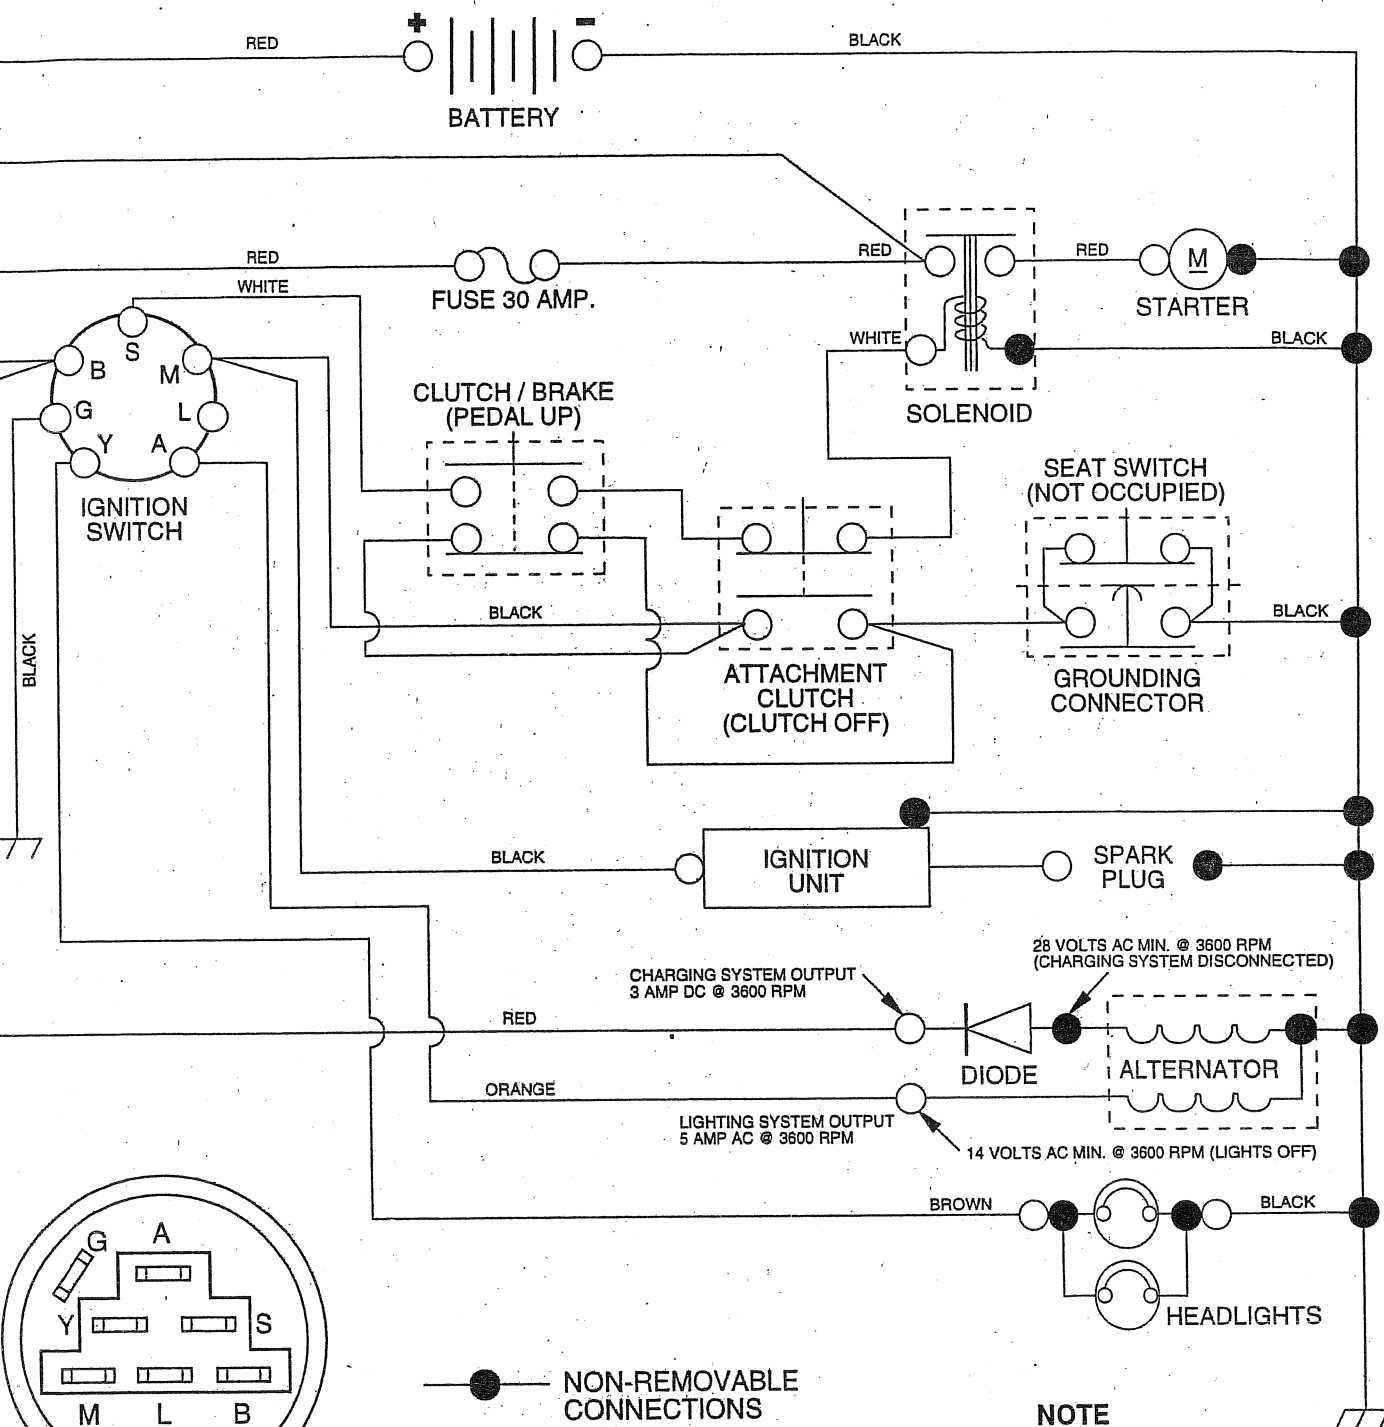 + -
RED
BLACK
BATTERY
RED
WHITE
FUSE 30 AMP.
RED
RED
M
STARTER
S
B
M
G
L
Y
A
IGNITION
SWITCH
CLUTCH / BRAKE
(PEDAL UP)
WHITE
BLACK
SOLENOID
SEAT SWITCH
(NOT OCCUPIED)
BLACK
BLACK
BLACK
ATTACHMENT
CLUTCH
(CLUTCH OFF)
GROUNDING
CONNECTOR
BLACK
IGNITION
UNIT
SPARK
PLUG
28 VOLTS AC MIN. @ 3600 RPM
(CHARGING SYSTEM DISCONNECTED)
CHARGING SYSTEM OUTPUT
3 AMP DC @ 3600 RPM
RED
DIODE
ALTERNATOR
ORANGE
LIGHTING SYSTEM OUTPUT
5 AMP AC @ 3600 RPM
14 VOLTS AC MIN. @ 3600 RPM (LIGHTS OFF)
BROWN
BLACK
HEADLIGHTS
G
A
Y
S
M L B
NON-REMOVABLE
CONNECTIONS
NOTE